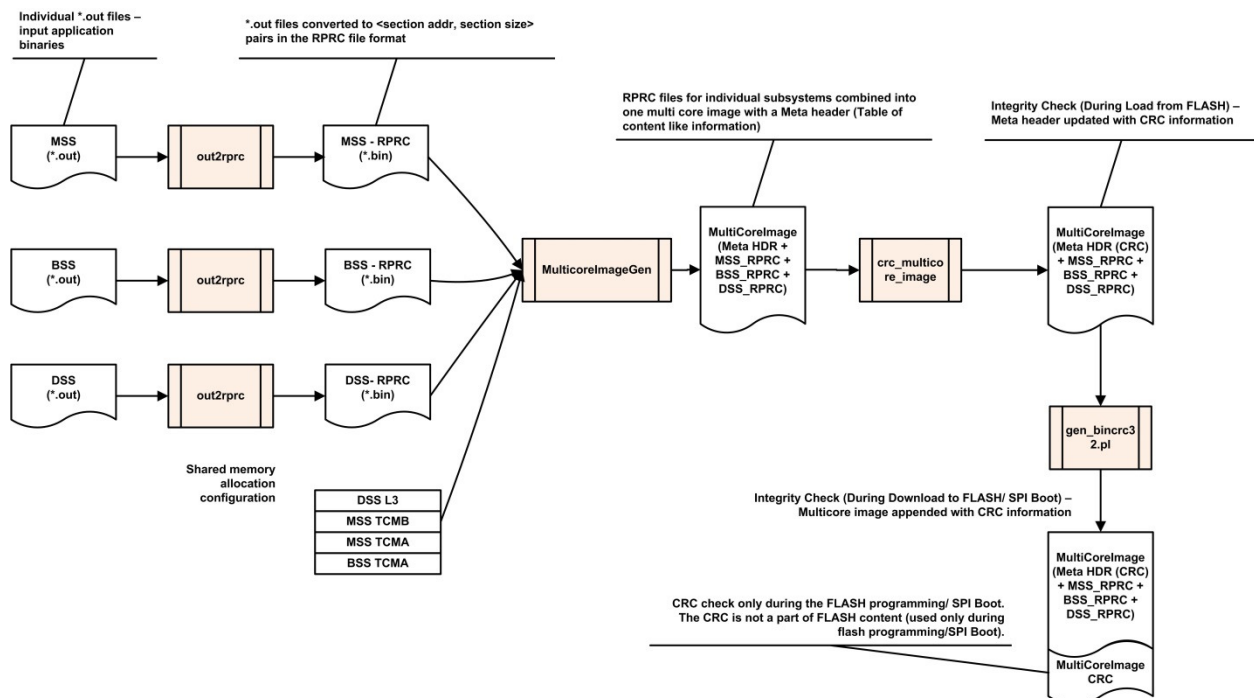 Individual *.out files –
input application
binaries
*.out files converted to <section addr, section size>
pairs in the RPRC file format
RPRC files for individual subsystems combined into
one multi core image with a Meta header (Table of
content like information)
Integrity Check (During Load from FLASH) –
Meta header updated with CRC information
MSS
(*.out)
out2rprc
MSS - RPRC
(*.bin)
BSS
(*.out)
out2rprc
BSS - RPRC
(*.bin)
DSS
(*.out)
out2rprc
DSS- RPRC
(*.bin)
Shared memory
allocation
configuration
DSS L3
MSS TCMB
MSS TCMA
BSS TCMA
MulticoreImageGen
MultiCoreImage
(Meta HDR +
MSS_RPRC +
BSS_RPRC +
DSS_RPRC)
crc_multico
re_image
MultiCoreImage
(Meta HDR (CRC)
+ MSS_RPRC +
BSS_RPRC +
DSS_RPRC)
gen_bincrc3
2.pl
Integrity Check (During Download to FLASH/ SPI Boot) –
Multicore image appended with CRC information
MultiCoreImage
(Meta HDR (CRC)
+ MSS_RPRC +
BSS_RPRC +
DSS_RPRC)
CRC check only during the FLASH programming/ SPI Boot.
The CRC is not a part of FLASH content (used only during
flash programming/SPI Boot).
MultiCoreImage
CRC